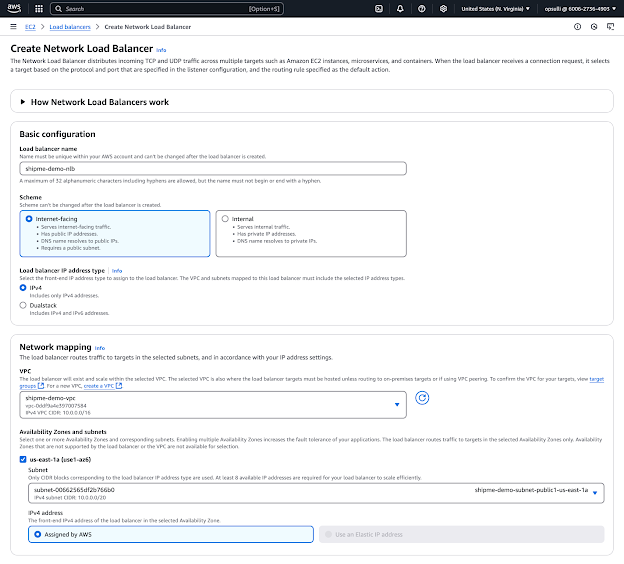 aws
Search [Option+S] United States (N. Virginia) opselli @ 6006-2736-4903
EC2 > Load balancers > Create Network Load Balancer
Create Network Load Balancer Info
The Network Load Balancer distributes incoming TCP and UDP traffic across multiple targets such as Amazon EC2 instances, microservices, and containers. When the load balancer receives a connection request, it selects
a target based on the protocol and port that are specified in the listener configuration, and the routing rule specified as the default action.
How Network Load Balancers work
Basic configuration
Load balancer name
Name must be unique within your AWS account and can't be changed after the load balancer is created.
shipme-demo-nlb
A maximum of 32 alphanumeric characters including hyphens are allowed, but the name must not begin or end with a hyphen.
Scheme
Scheme can't be changed after the load balancer is created.
Internet-facing
• Serves internet-facing traffic.
• Has public IP addresses.
• DNS name resolves to public IPs.
• Requires a public subnet.
Internal
• Serves internal traffic.
• Has private IP addresses.
• DNS name resolves to private IPs.
Load balancer IP address type Info
Select the front-end IP address type to assign to the load balancer. The VPC and subnets mapped to this load balancer must include the selected IP address types.
IPv4
Includes only IPv4 addresses.
Dualstack
Includes IPv4 and IPv6 addresses.
Network mapping Info
The load balancer routes traffic to targets in the selected subnets, and in accordance with your IP address settings.
VPC
The load balancer will exist and scale within the selected VPC. The selected VPC is also where the load balancer targets must be hosted unless routing to on-premises targets or if using VPC peering. To confirm the VPC for your targets, view target
groups. For a new VPC, create a VPC.
shipme-demo-vpc
vpc-0ddf9a4c397007584
IPv4 VPC CIDR: 10.0.0.0/16
Availability Zones and subnets
Select one or more Availability Zones and corresponding subnets. Enabling multiple Availability Zones increases the fault tolerance of your applications. The load balancer routes traffic to targets in the selected Availability Zones only. Availability
Zones that are not supported by the load balancer or the VPC are not available for selection.
us-east-1a (use1-az6)
Subnet
Only CIDR blocks corresponding to the load balancer IP address type are used. At least 8 available IP addresses are required for your load balancer to scale efficiently.
subnet-00662565df2b766b0 shipme-demo-subnet-public1-us-east-1a
IPv4 subnet CIDR: 10.0.0.0/20
IPv4 address
The front-end IPv4 address of the load balancer in the selected Availability Zone.
Assigned by AWS Use an Elastic IP address